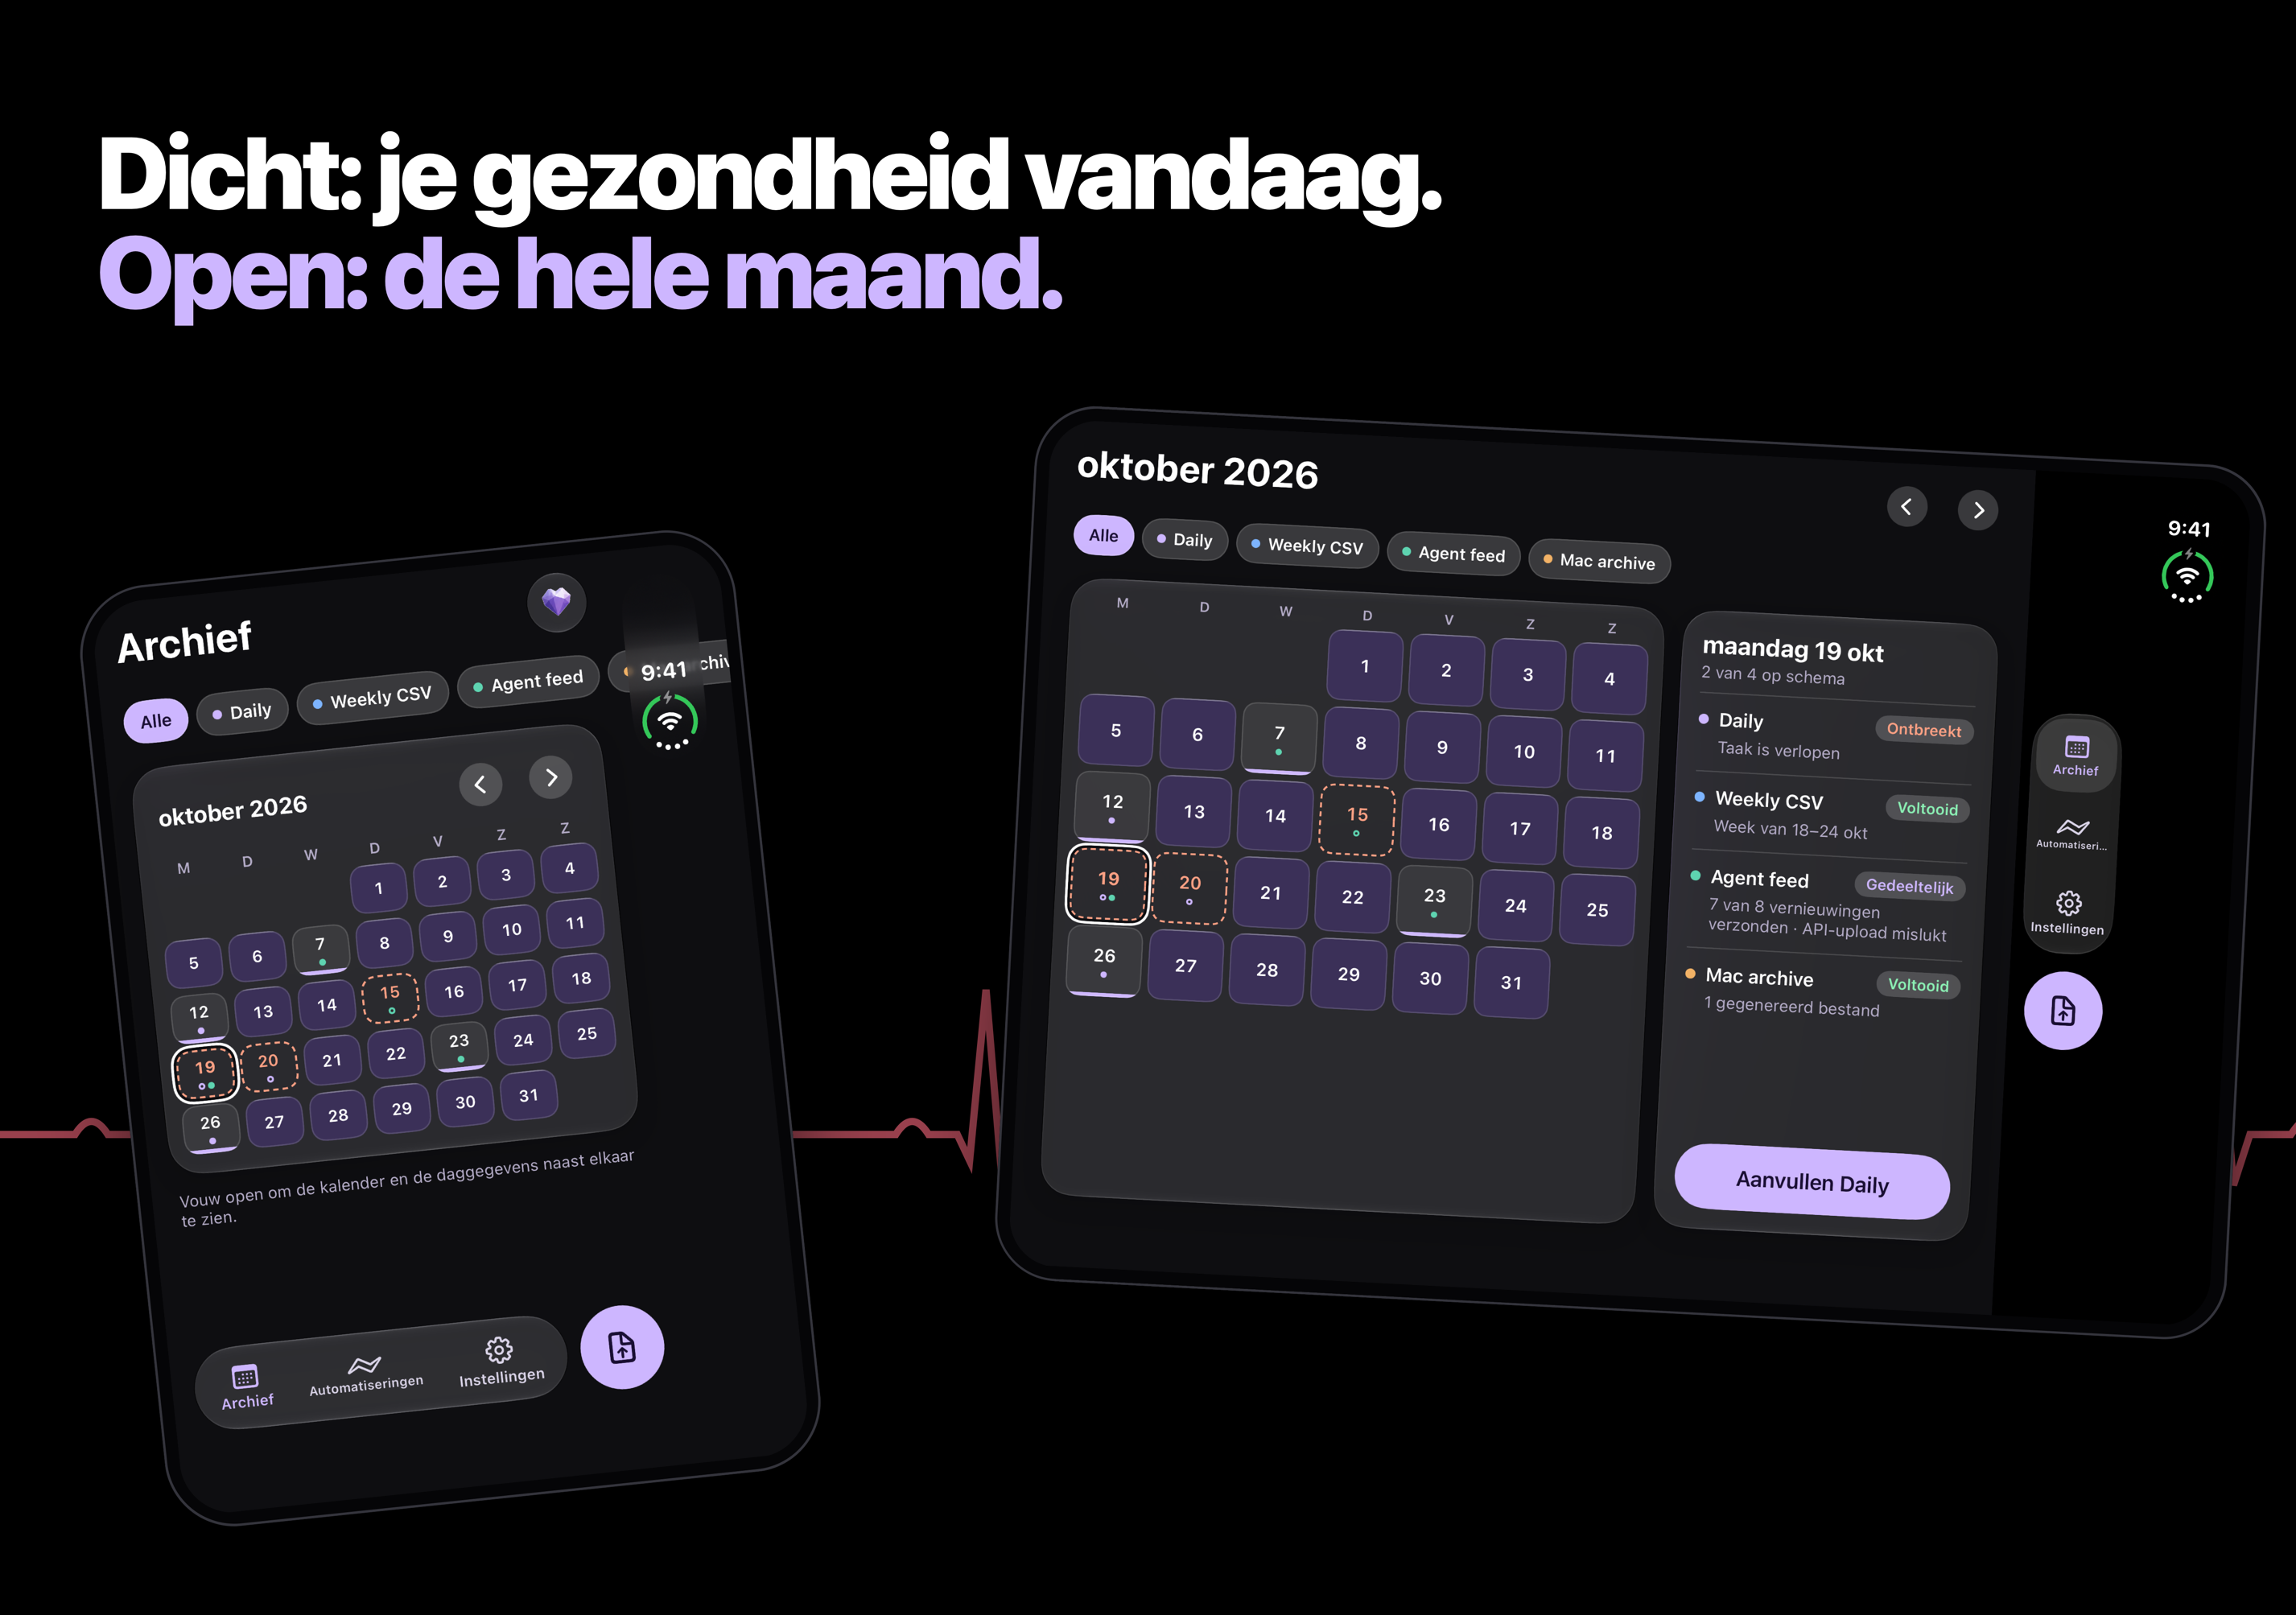 Dicht: je gezondheid vandaag.
Open: de hele maand.
Archief
Alle
Daily
Weekly CSV
Agent feed
9:41
oktober 2026
M D W D V Z Z
1 2 3 4
5 6 7 8 9 10 11
12 13 14 15 16 17 18
19 20 21 22 23 24 25
26 27 28 29 30 31
Vouw open om de kalender en de daggegevens naast elkaar
te zien.
Archief
Automatiseringen
Instellingen
oktober 2026
Alle
Daily
Weekly CSV
Agent feed
Mac archive
M D W D V Z Z
1 2 3 4
5 6 7 8 9 10 11
12 13 14 15 16 17 18
19 20 21 22 23 24 25
26 27 28 29 30 31
maandag 19 okt
2 van 4 op schema
Daily Ontbreekt
Taak is verlopen
Weekly CSV Voltooid
Week van 18–24 okt
Agent feed Gedeeltelijk
7 van 8 vernieuwingen
verzonden · API-upload mislukt
Mac archive Voltooid
1 gegenereerd bestand
Aanvullen Daily
9:41
Archief
Automatiseri...
Instellingen